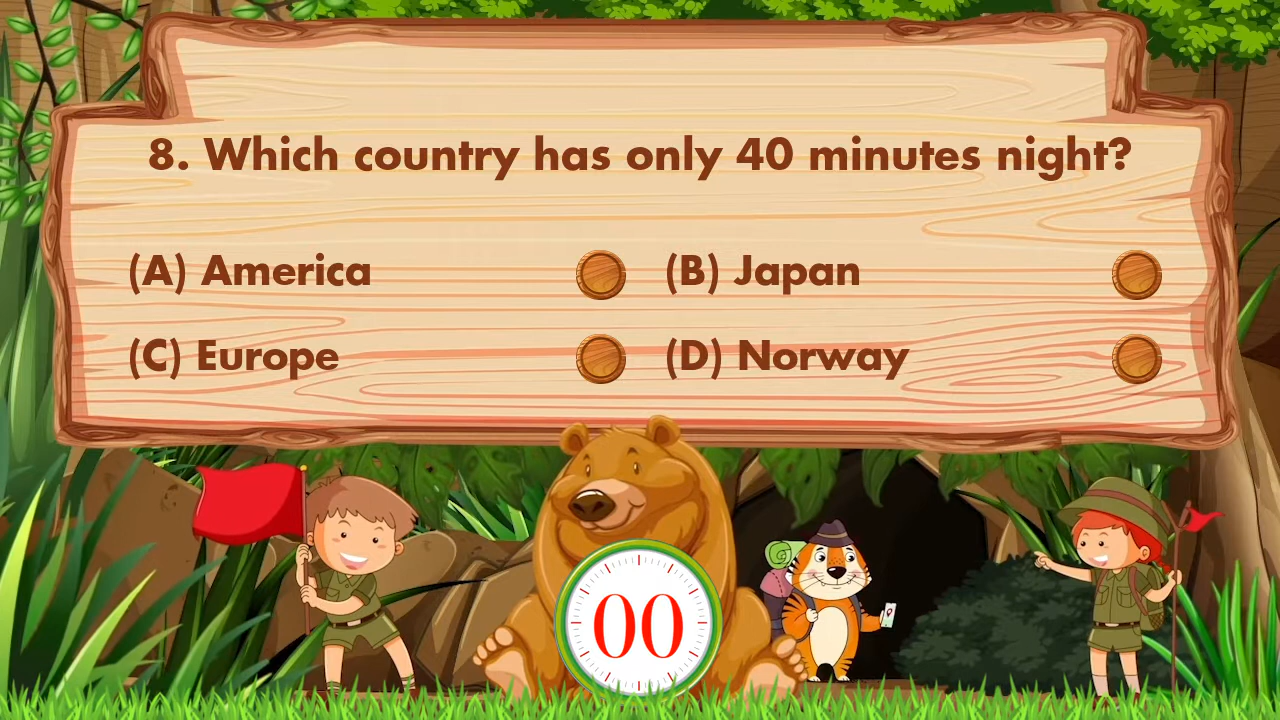 8. Which country has only 40 minutes night?
(A) America
(B) Japan
(C) Europe
(D) Norway
00